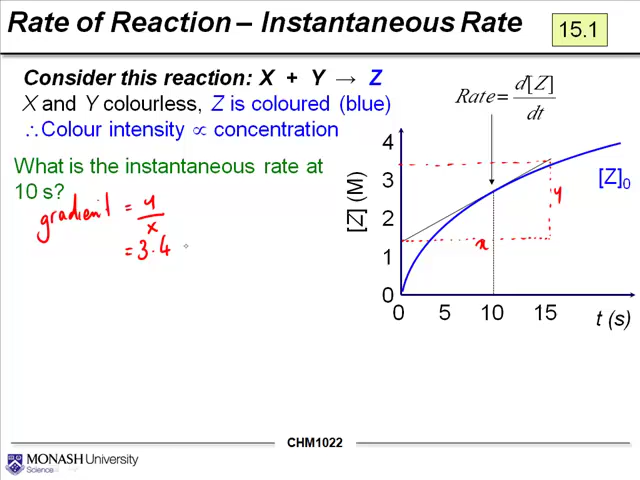 Rate of Reaction – Instantaneous Rate
15.1
Consider this reaction: X + Y → Z
X and Y colourless, Z is coloured (blue)
∴Colour intensity ∝ concentration
What is the instantaneous rate at
10 s?
gradient = y
x
= 3.4
Rate = d[Z]
dt
[Z] (M)
4
3
2
1
0
y
x
[Z]0
0 5 10 15 t (s)
CHM1022
MONASH University
Science